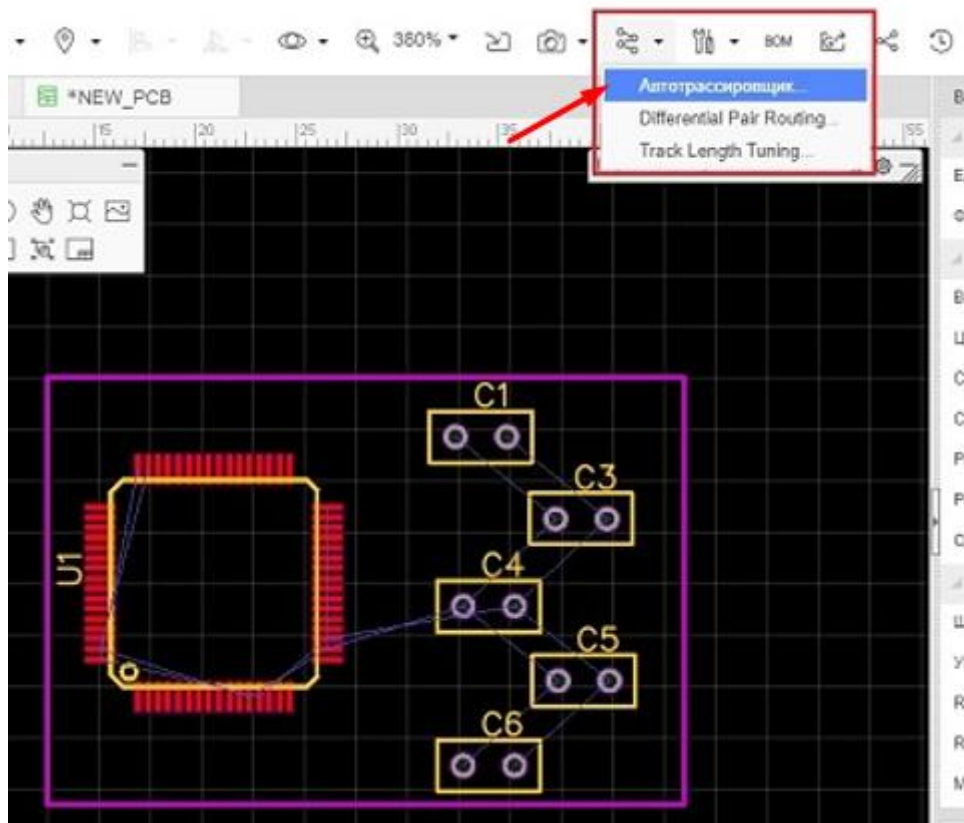 380%
BOM
*NEW_PCB
Автотрассировщик...
Differential Pair Routing...
Track Length Tuning...
15 20 25 30 35 55
C1
C3
U1
C4
C5
C6